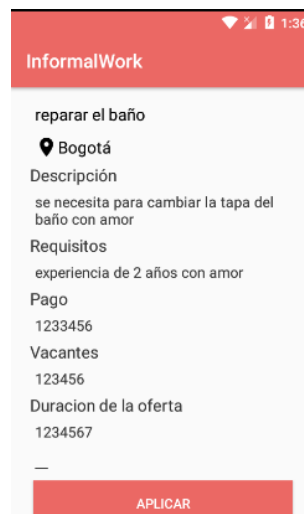 1:36
InformalWork
reparar el baño
Bogotá
Descripción
se necesita para cambiar la tapa del
baño con amor
Requisitos
experiencia de 2 años con amor
Pago
1233456
Vacantes
123456
Duracion de la oferta
1234567
__
APLICAR